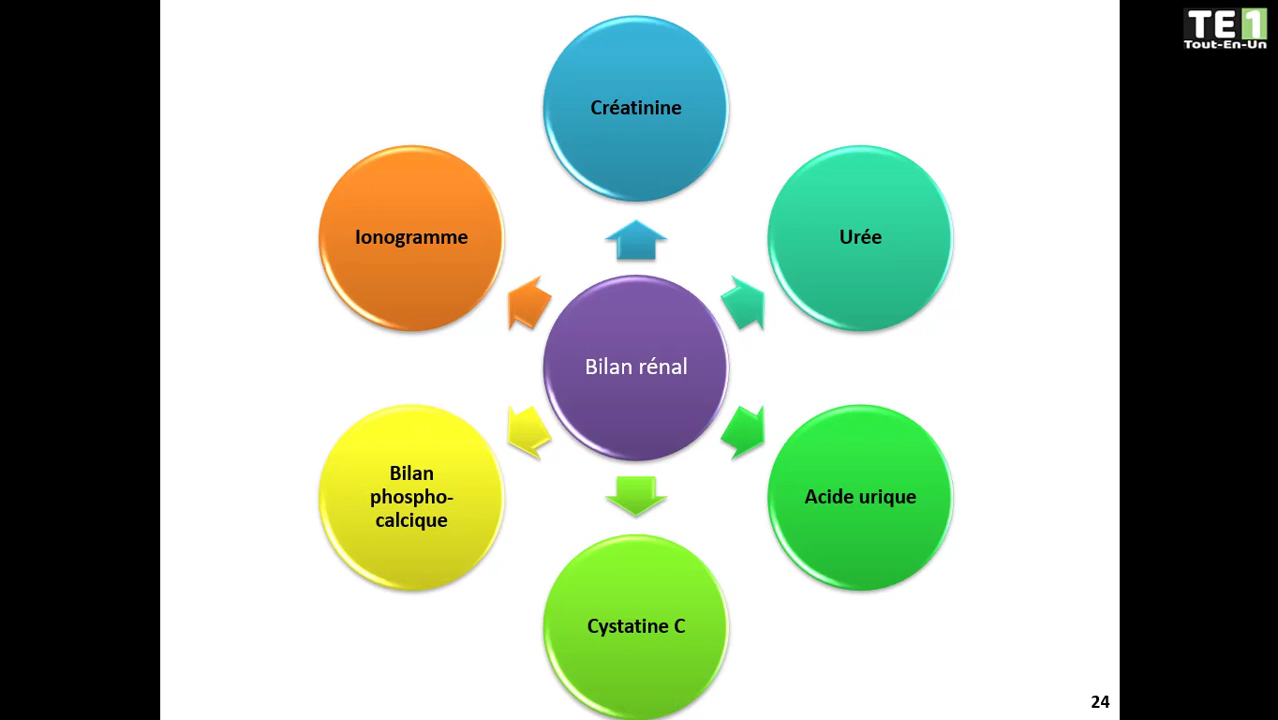 TE1
Tout-En-Un
Créatinine
Ionogramme
Urée
Bilan rénal
Bilan
phospho-
calcique
Acide urique
Cystatine C
24